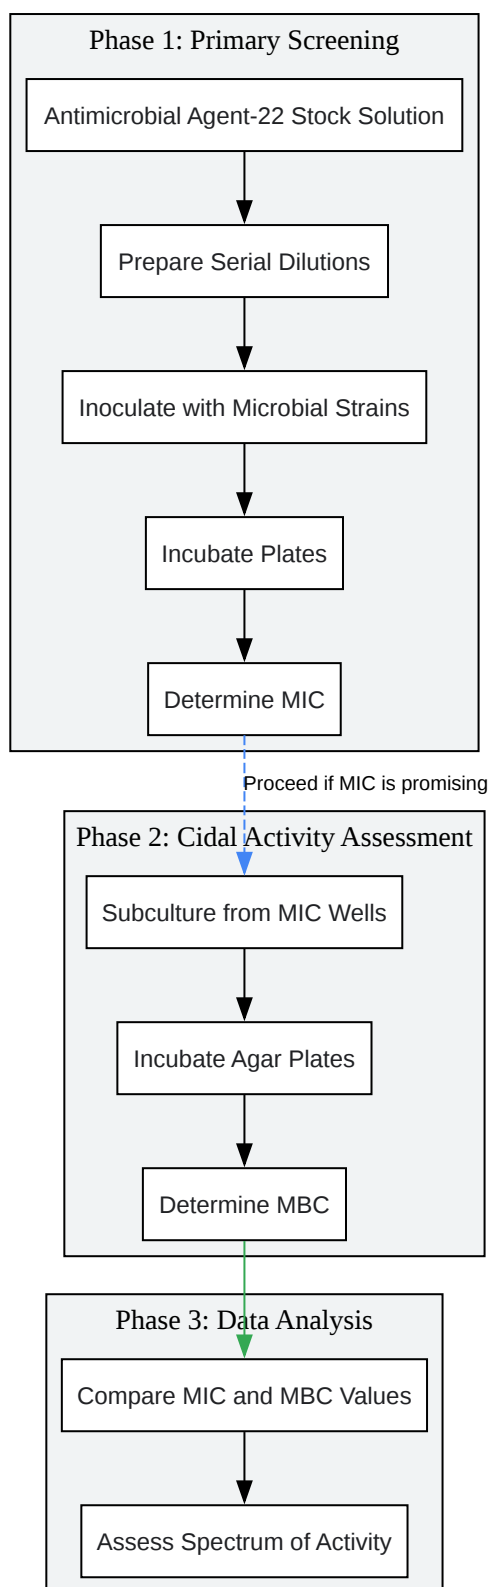 Phase 1: Primary Screening
Antimicrobial Agent-22 Stock Solution
Prepare Serial Dilutions
Inoculate with Microbial Strains
Incubate Plates
Determine MIC
Proceed if MIC is promising
Phase 2: Cidal Activity Assessment
Subculture from MIC Wells
Incubate Agar Plates
Determine MBC
Phase 3: Data Analysis
Compare MIC and MBC Values
Assess Spectrum of Activity